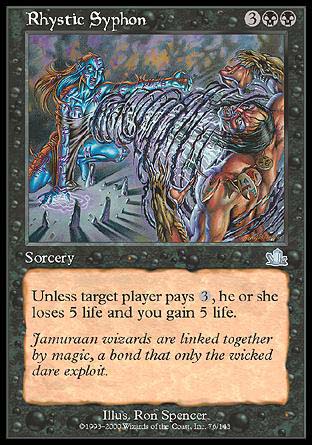 Rhystic Syphon 3
Sorcery
Unless target player pays 3, he or she
loses 5 life and you gain 5 life.
Jamuraan wizards are linked together
by magic, a bond that only the wicked
dare exploit.
Illus. Ron Spencer
©1993–2000 Wizards of the Coast, Inc. 76/143